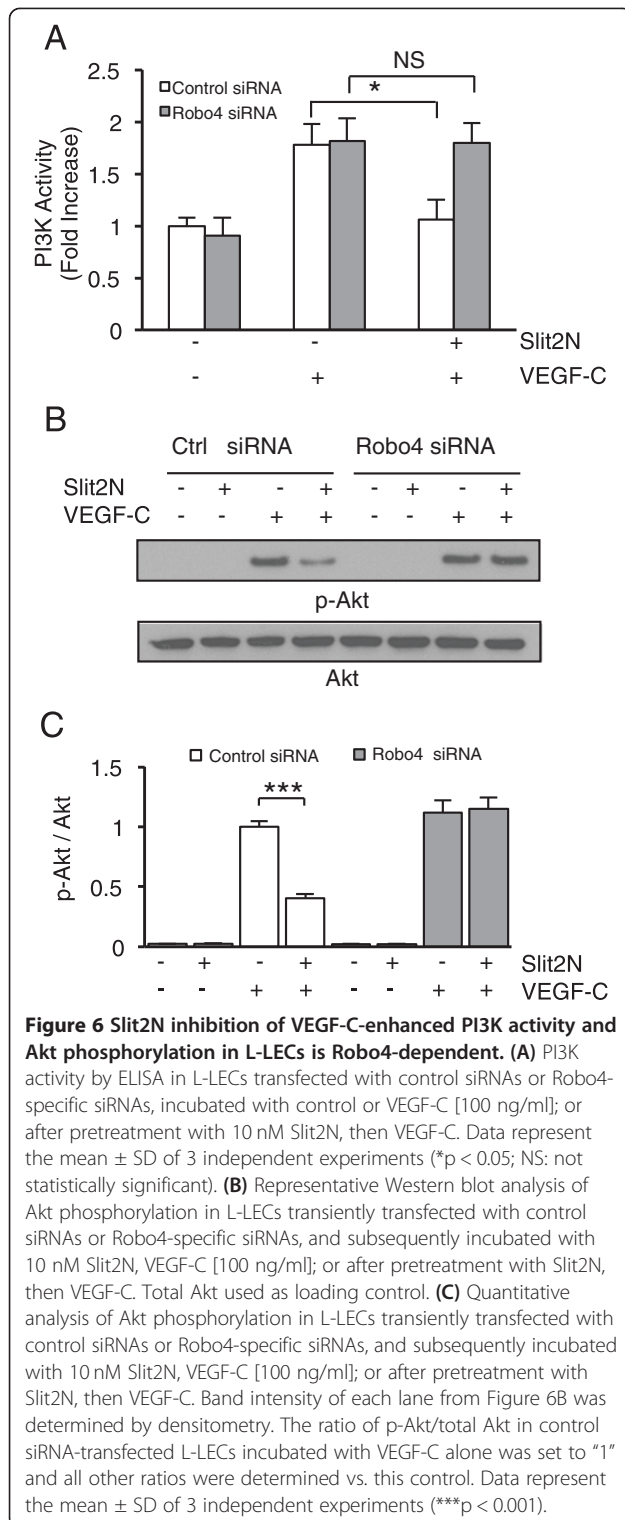 A
2.5
2
1.5
1
0.5
0
PI3K Activity
(Fold Increase)
Control siRNA
Robo4 siRNA
*
NS
- - + Slit2N
- + + VEGF-C
B
Ctrl siRNA Robo4 siRNA
Slit2N - + - + - + - +
VEGF-C - - + + - - + +
p-Akt
Akt
C
Control siRNA Robo4 siRNA
1.5
1
0.5
0
p-Akt / Akt
***
- + - + - + - + Slit2N
- - + + - - + + VEGF-C
Figure 6 Slit2N inhibition of VEGF-C-enhanced PI3K activity and
Akt phosphorylation in L-LECs is Robo4-dependent. (A) PI3K
activity by ELISA in L-LECs transfected with control siRNAs or Robo4-
specific siRNAs, incubated with control or VEGF-C [100 ng/ml]; or
after pretreatment with 10 nM Slit2N, then VEGF-C. Data represent
the mean ± SD of 3 independent experiments (*p < 0.05; NS: not
statistically significant). (B) Representative Western blot analysis of
Akt phosphorylation in L-LECs transiently transfected with control
siRNAs or Robo4-specific siRNAs, and subsequently incubated with
10 nM Slit2N, VEGF-C [100 ng/ml]; or after pretreatment with Slit2N,
then VEGF-C. Total Akt used as loading control. (C) Quantitative
analysis of Akt phosphorylation in L-LECs transiently transfected with
control siRNAs or Robo4-specific siRNAs, and subsequently incubated
with 10 nM Slit2N, VEGF-C [100 ng/ml]; or after pretreatment with
Slit2N, then VEGF-C. Band intensity of each lane from Figure 6B was
determined by densitometry. The ratio of p-Akt/total Akt in control
siRNA-transfected L-LECs incubated with VEGF-C alone was set to “1”
and all other ratios were determined vs. this control. Data represent
the mean ± SD of 3 independent experiments (***p < 0.001).